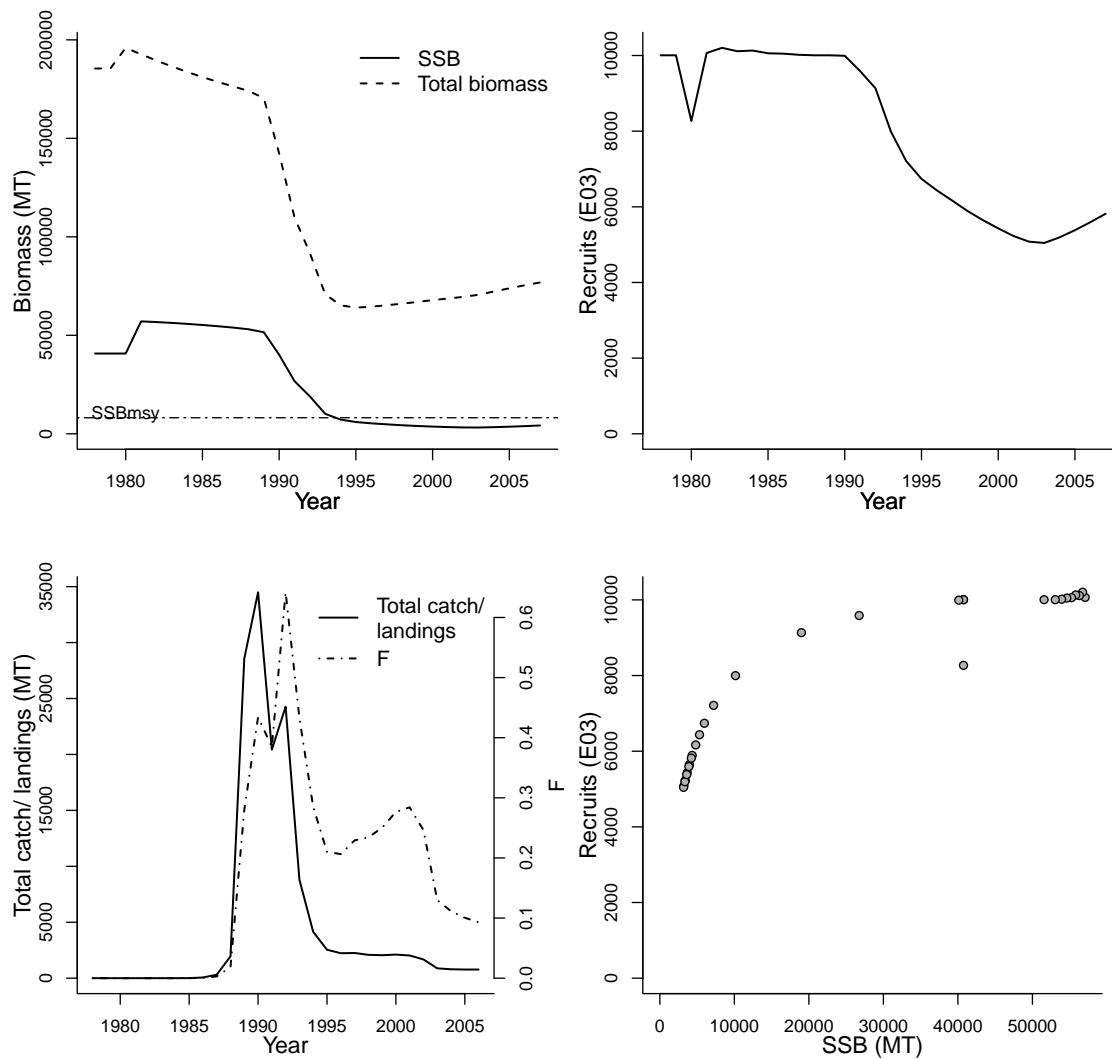 SSB
Total biomass
SSBmsy
Biomass (MT)
0
50000
100000
150000
200000
1980 1985 1990 1995 2000 2005
Year
Recruits (E03)
0
2000
4000
6000
8000
10000
1980 1985 1990 1995 2000 2005
Year
Total catch/
landings
F
Total catch/ landings (MT)
0
5000
15000
25000
35000
F
0.0
0.1
0.2
0.3
0.4
0.5
0.6
1980 1985 1990 1995 2000 2005
Year
Recruits (E03)
0
2000
4000
6000
8000
10000
0 10000 20000 30000 40000 50000
SSB (MT)